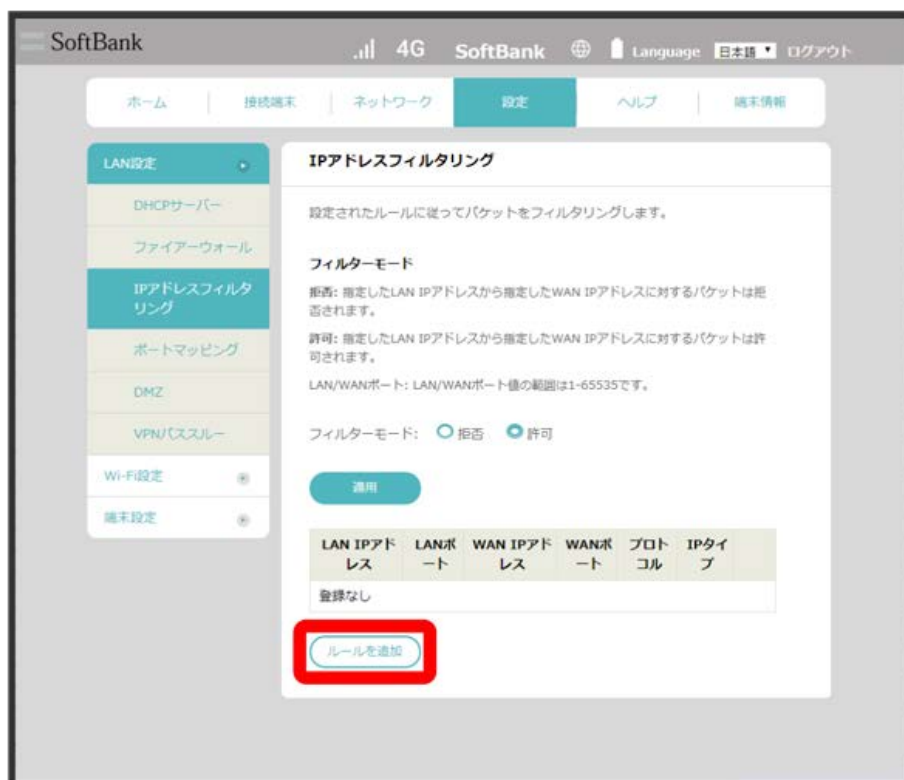 SoftBank
4G SoftBank Language 日本語 ログアウト
ホーム 接続端末 ネットワーク 設定 ヘルプ 端末情報
LAN設定
DHCPサーバー
ファイアーウォール
IPアドレスフィルタ
リング
ポートマッピング
DMZ
VPNパススルー
Wi-Fi設定
端末設定
IPアドレスフィルタリング
設定されたルールに従ってパケットをフィルタリングします。
フィルターモード
拒否: 指定したLAN IPアドレスから指定したWAN IPアドレスに対するパケットは拒
否されます。
許可: 指定したLAN IPアドレスから指定したWAN IPアドレスに対するパケットは許
可されます。
LAN/WANポート: LAN/WANポート値の範囲は1-65535です。
フィルターモード: 拒否 許可
適用
LAN IPアド LANポ WAN IPアド WANポ プロト IPタイ
レス ート レス ート コル プ
登録なし
ルールを追加